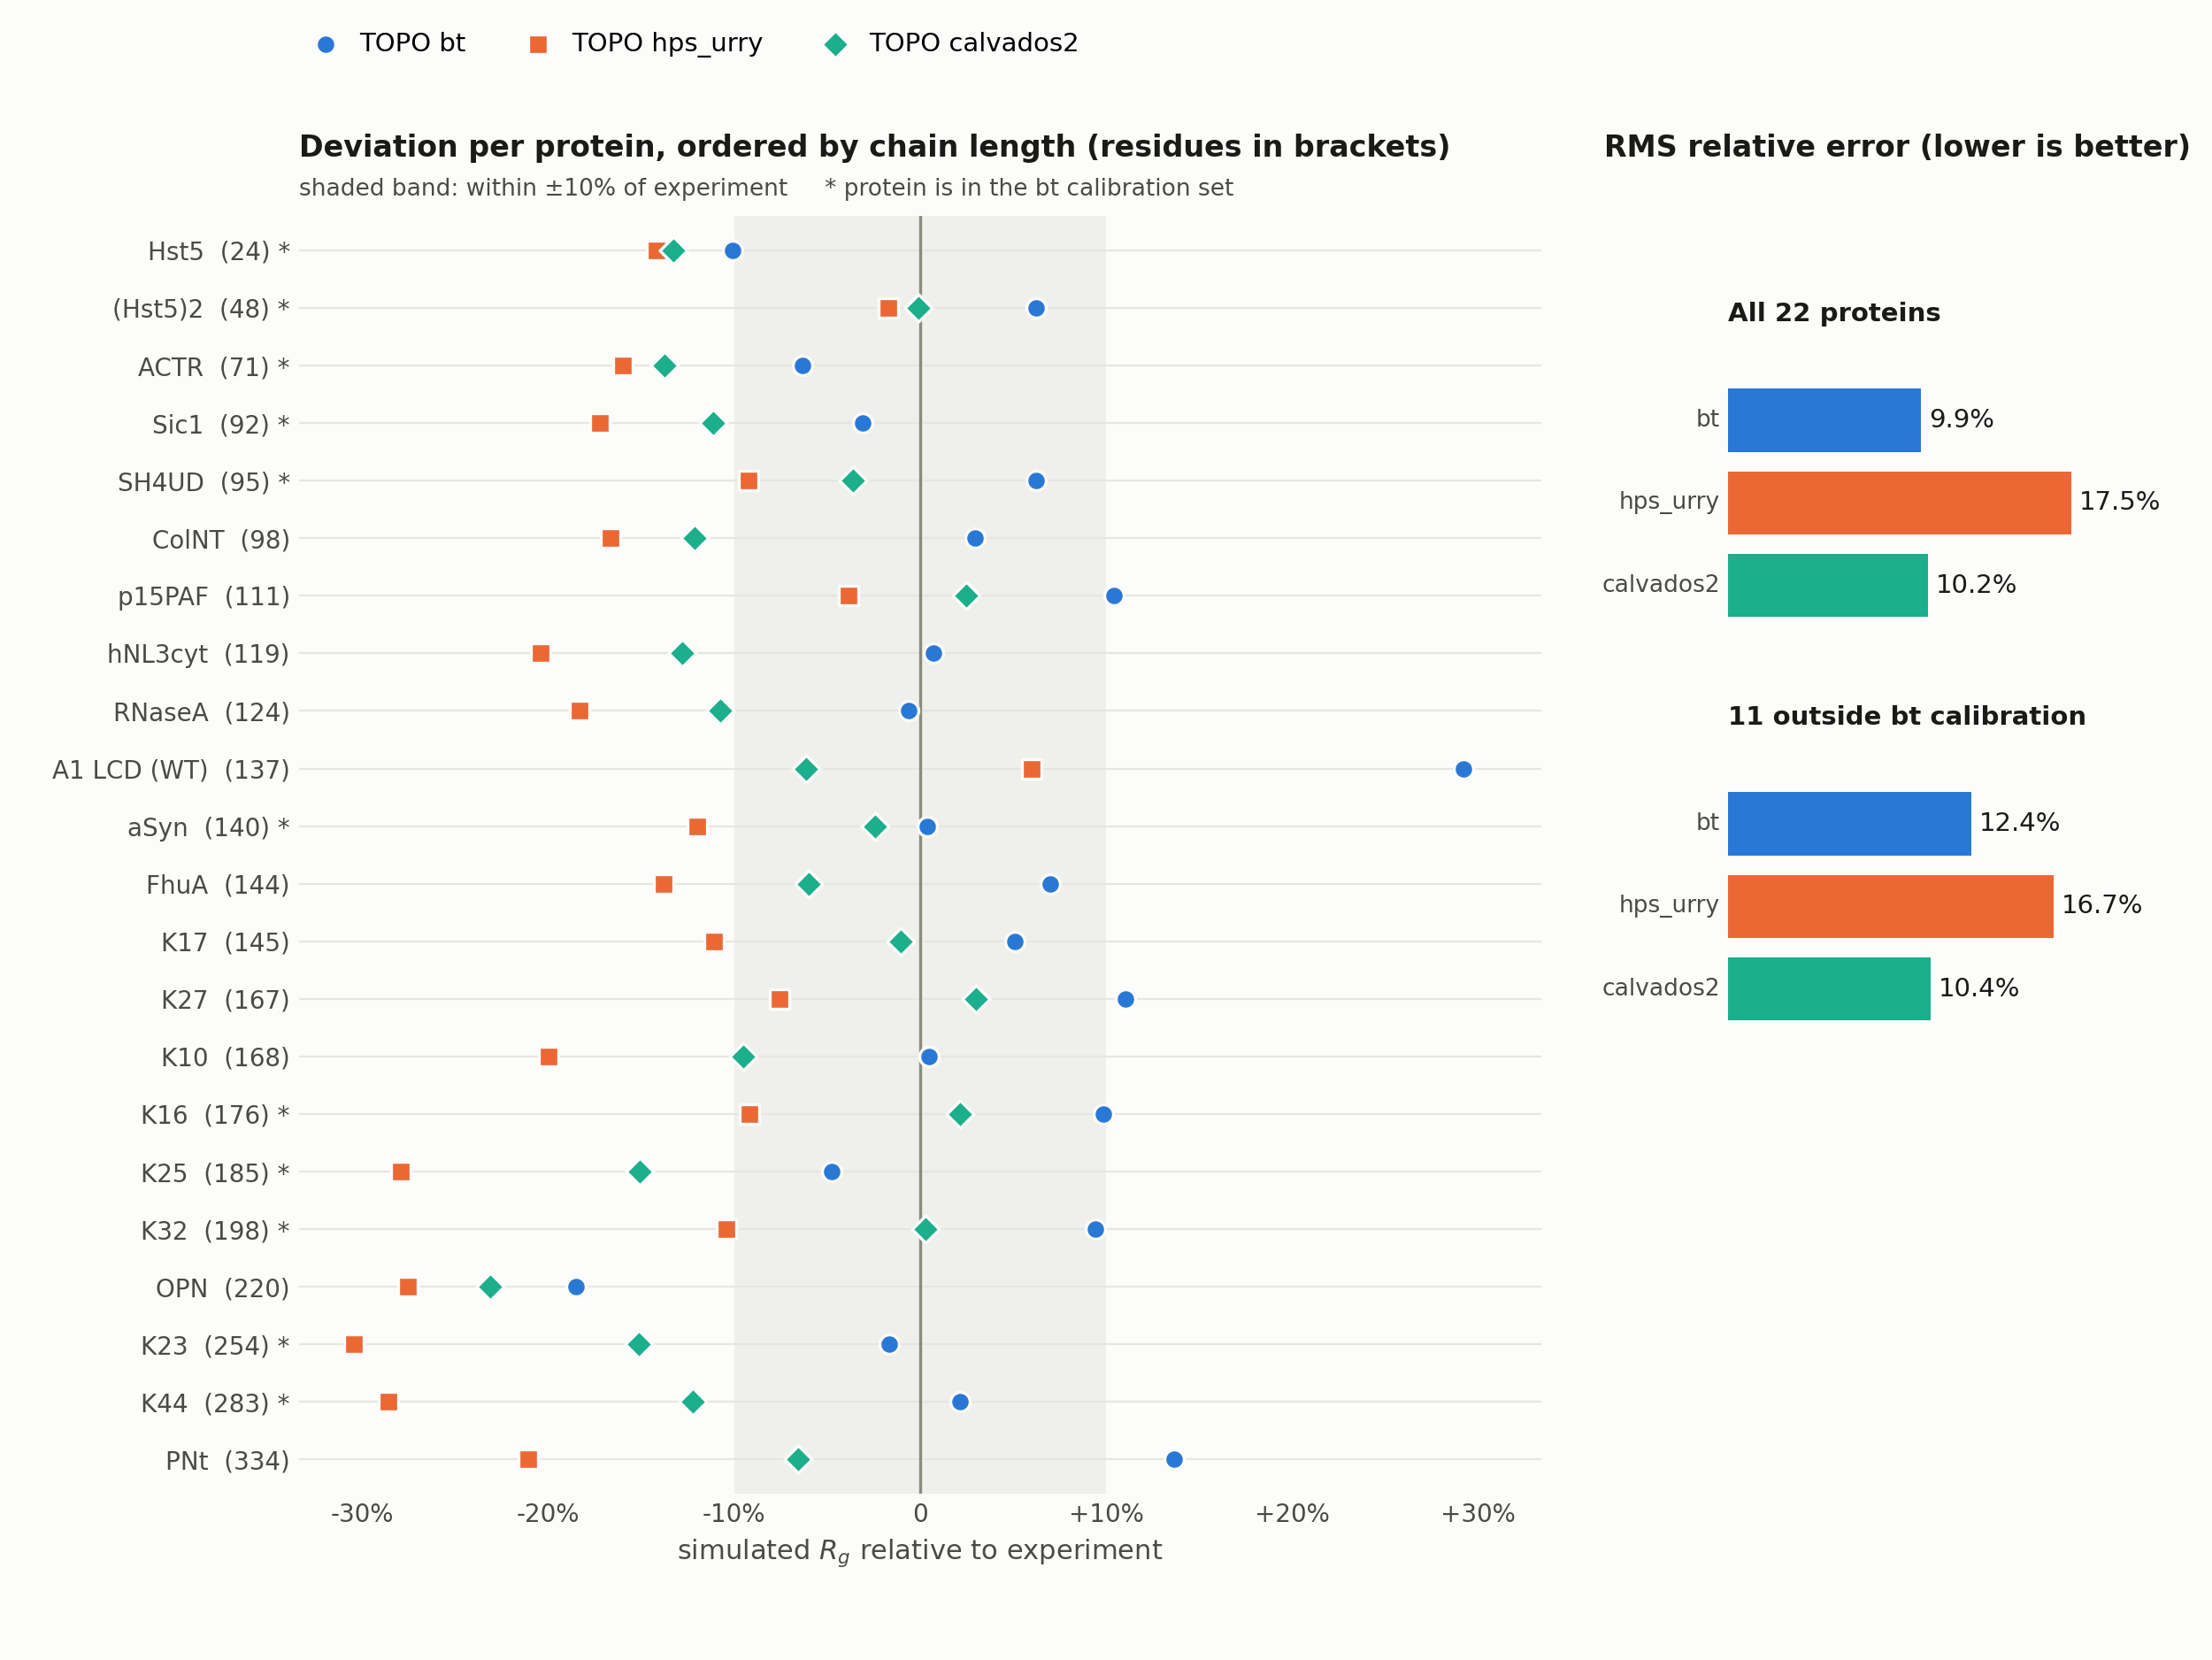 TOPO bt TOPO hps_urry TOPO calvados2
Deviation per protein, ordered by chain length (residues in brackets)
shaded band: within ±10% of experiment * protein is in the bt calibration set
Hst5 (24) *
(Hst5)2 (48) *
ACTR (71) *
Sic1 (92) *
SH4UD (95) *
ColNT (98)
p15PAF (111)
hNL3cyt (119)
RNaseA (124)
A1 LCD (WT) (137)
aSyn (140) *
FhuA (144)
K17 (145)
K27 (167)
K10 (168)
K16 (176) *
K25 (185) *
K32 (198) *
OPN (220)
K23 (254) *
K44 (283) *
PNt (334)
-30% -20% -10% 0 +10% +20% +30%
simulated Rg relative to experiment
RMS relative error (lower is better)
All 22 proteins
bt 9.9%
hps_urry 17.5%
calvados2 10.2%
11 outside bt calibration
bt 12.4%
hps_urry 16.7%
calvados2 10.4%